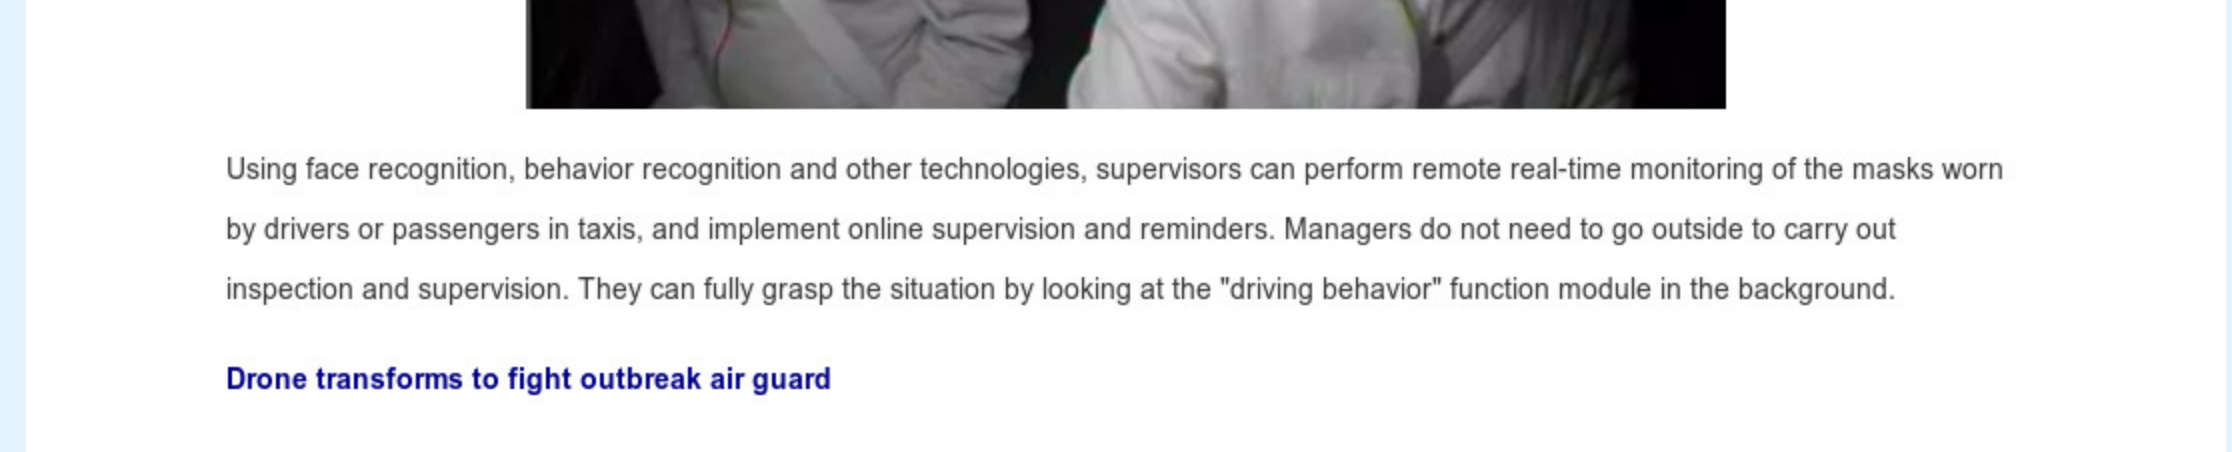 Using face recognition, behavior recognition and other technologies, supervisors can perform remote real-time monitoring of the masks worn
by drivers or passengers in taxis, and implement online supervision and reminders. Managers do not need to go outside to carry out
inspection and supervision. They can fully grasp the situation by looking at the "driving behavior" function module in the background.
Drone transforms to fight outbreak air guard